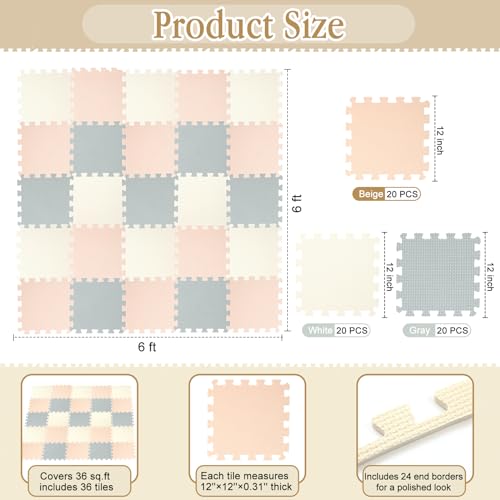 Product Size
12 inch
Beige 20 PCS
6 ft
12 inch
12 inch
White 20 PCS
Gray 20 PCS
6 ft
Covers 36 sq.ft
includes 36 tiles
Each tile measures
12"×12"×0.31" thick
Includes 24 end borders
for a polished look